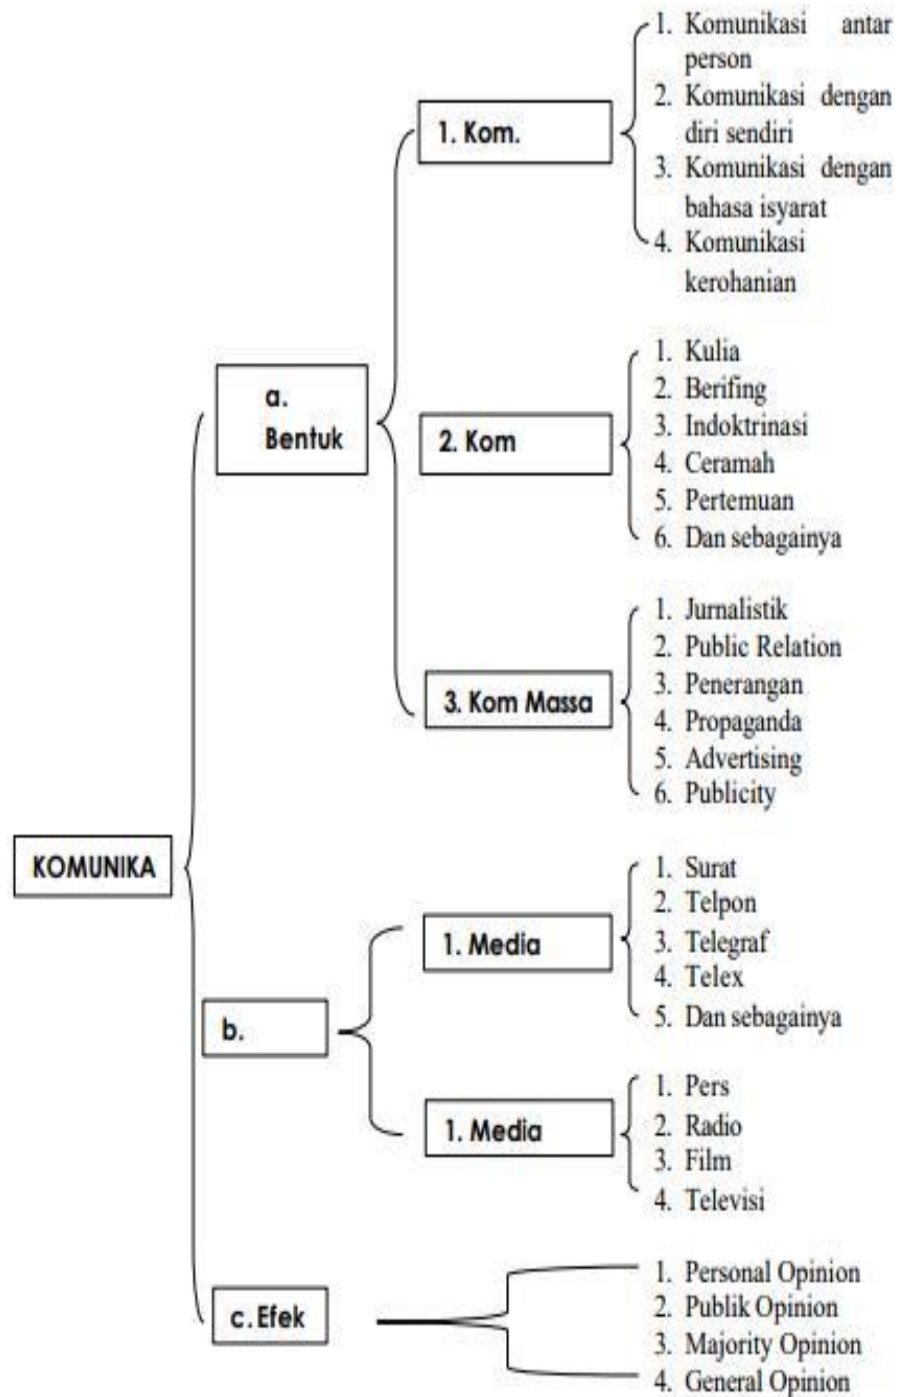 KOMUNIKA
a.
Bentuk
1. Kom.
1. Komunikasi antar
person
2. Komunikasi dengan
diri sendiri
3. Komunikasi dengan
bahasa isyarat
4. Komunikasi
kerohanian
2. Kom
1. Kulia
2. Berifing
3. Indoktrinasi
4. Ceramah
5. Pertemuan
6. Dan sebagainya
3. Kom Massa
1. Jurnalistik
2. Public Relation
3. Penerangan
4. Propaganda
5. Advertising
6. Publicity
b.
1. Media
1. Surat
2. Telpon
3. Telegraf
4. Telex
5. Dan sebagainya
1. Media
1. Pers
2. Radio
3. Film
4. Televisi
c. Efek
1. Personal Opinion
2. Publik Opinion
3. Majority Opinion
4. General Opinion